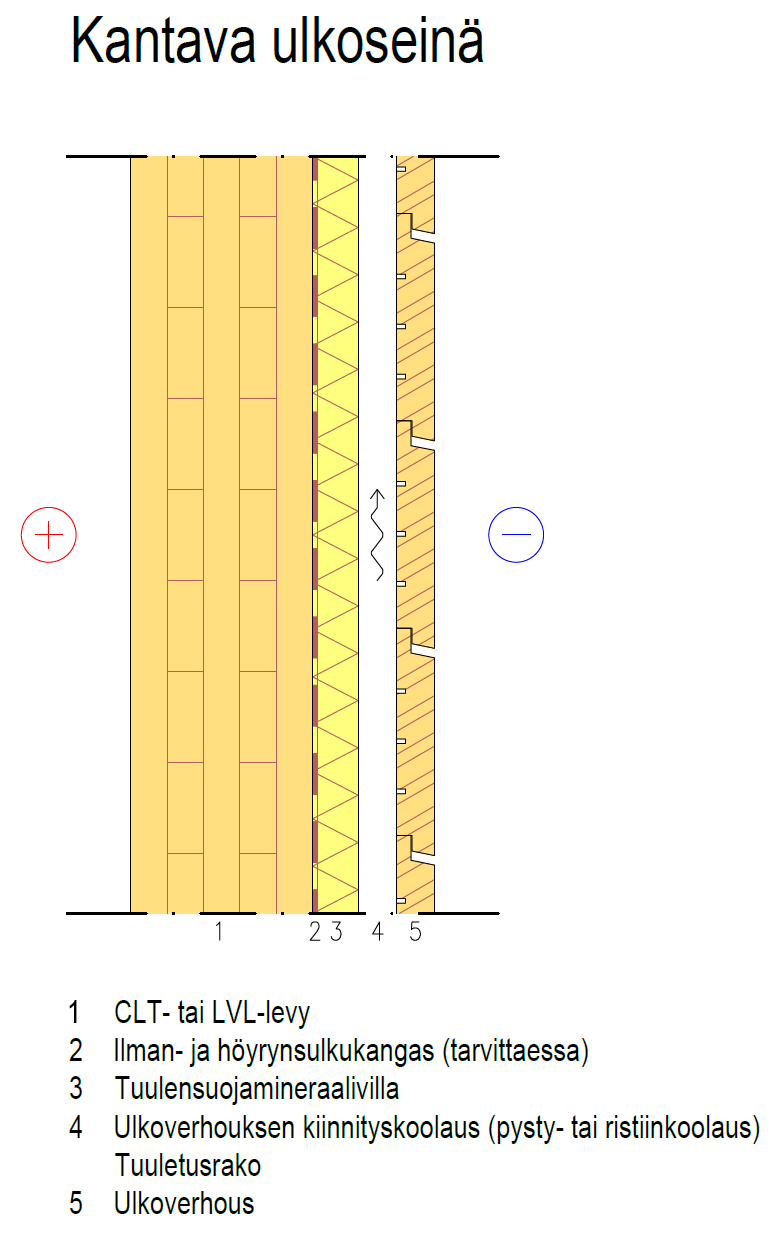 Kantava ulkoseinä
1 2 3 4 5
1 CLT- tai LVL-levy
2 Ilman- ja höyrynsulkukangas (tarvittaessa)
3 Tuulensuojamineraalivilla
4 Ulkoverhouksen kiinnityskoolaus (pysty- tai ristiinkoolaus)
Tuuletusrako
5 Ulkoverhous